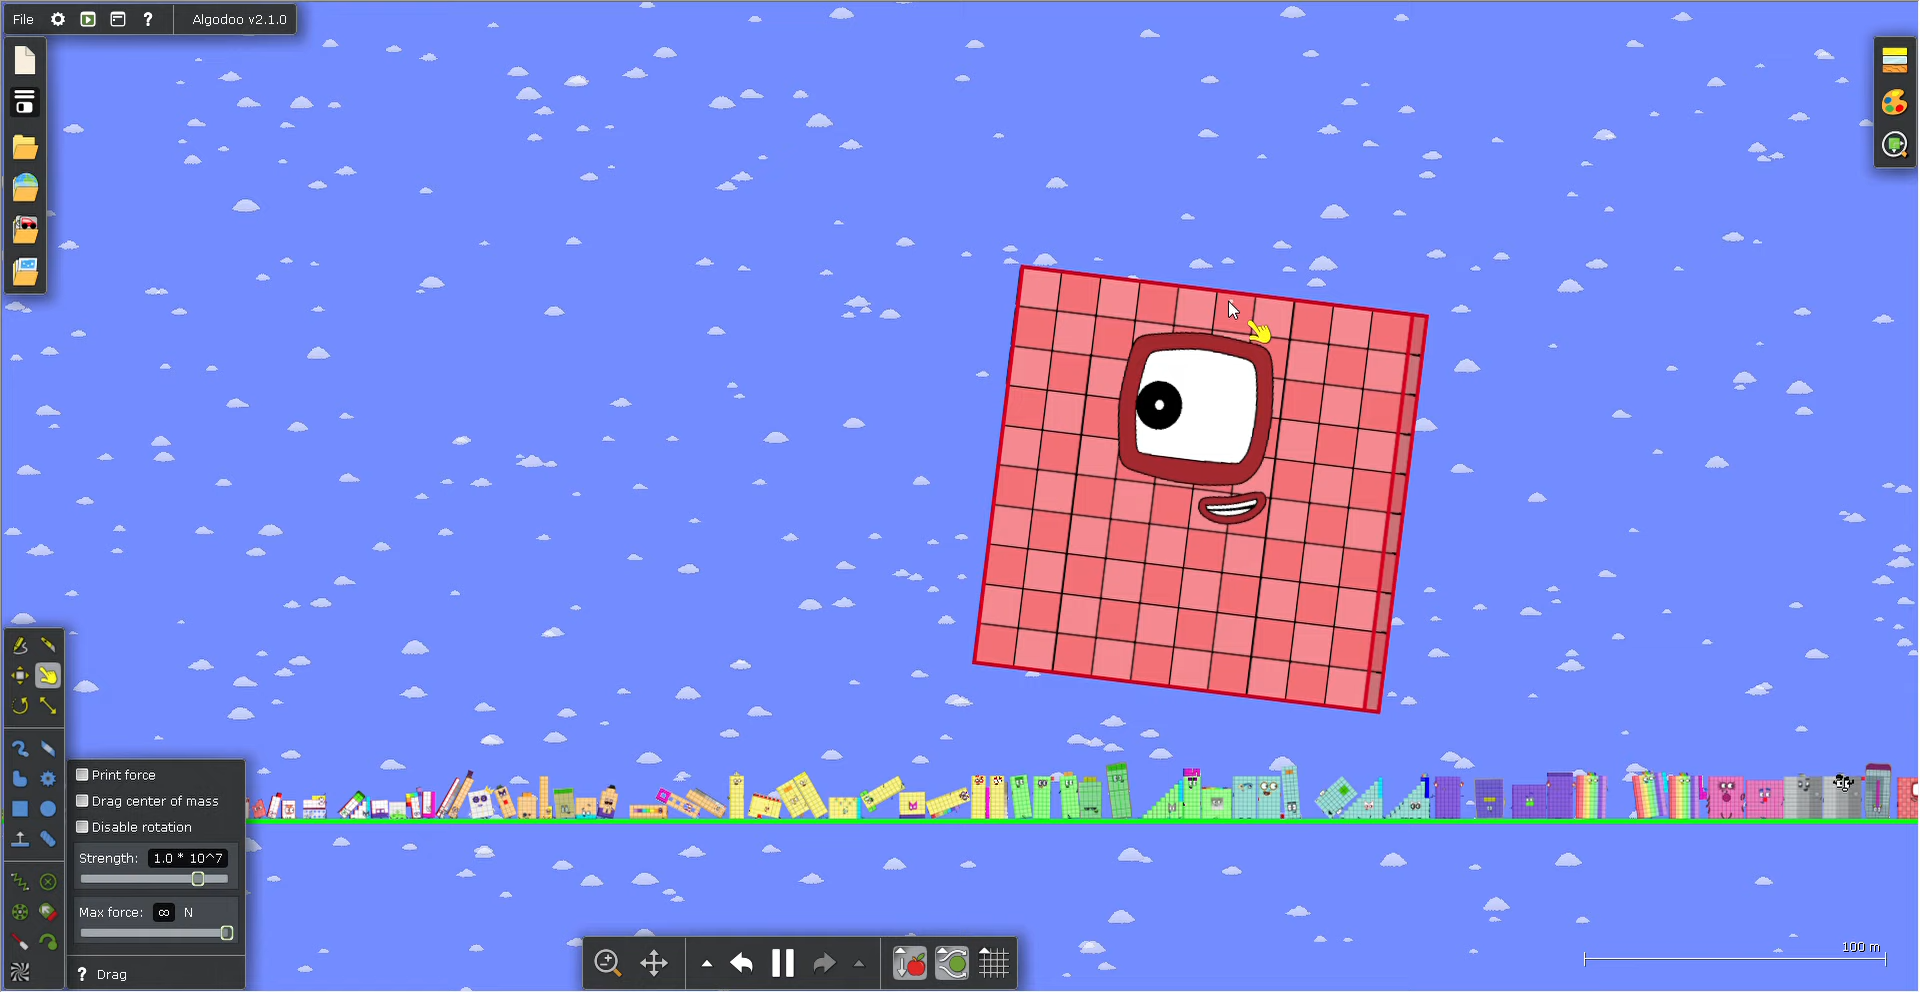 File
Algodoo v2.1.0
Print force
Drag center of mass
Disable rotation
Strength: 1.0 * 10^7
Max force: ∞ N
? Drag
100 m